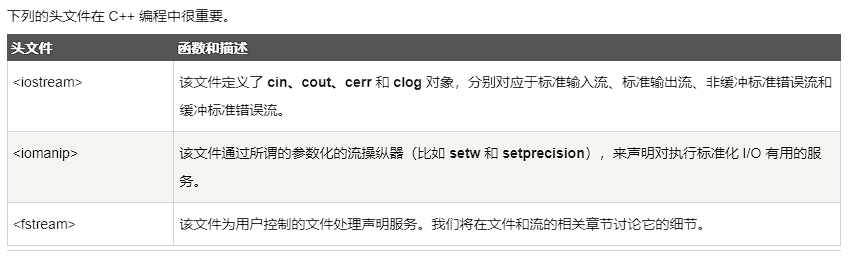 下列的头文件在 C++ 编程中很重要。
头文件 函数和描述
<iostream> 该文件定义了 cin、cout、cerr 和 clog 对象，分别对应于标准输入流、标准输出流、非缓冲标准错误流和
缓冲标准错误流。
<iomanip> 该文件通过所谓的参数化的流操纵器（比如 setw 和 setprecision），来声明对执行标准化 I/O 有用的服
务。
<fstream> 该文件为用户控制的文件处理声明服务。我们将在文件和流的相关章节讨论它的细节。